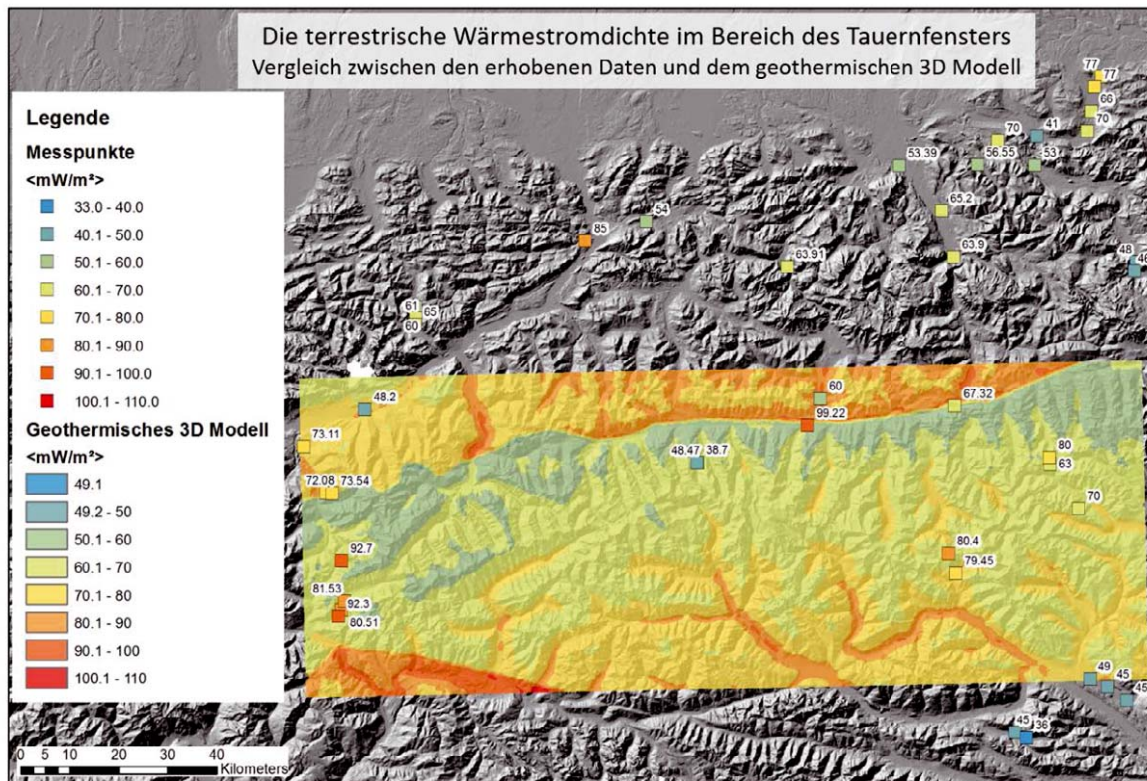 Die terrestrische Wärmestromdichte im Bereich des Tauernfensters
Vergleich zwischen den erhobenen Daten und dem geothermischen 3D Modell
Legende
Messpunkte
<mW/m²>
33.0 - 40.0
40.1 - 50.0
50.1 - 60.0
60.1 - 70.0
70.1 - 80.0
80.1 - 90.0
90.1 - 100.0
100.1 - 110.0
Geothermisches 3D Modell
<mW/m²>
49.1
49.2 - 50
50.1 - 60
60.1 - 70
70.1 - 80
80.1 - 90
90.1 - 100
100.1 - 110
0 5 10 20 30 40
Kilometers
77
77
66
70
41
70
53.39
56.55
53
65.2
54
85
63.91
63.9
48
46
61
65
60
48.2
60
67.32
99.22
73.11
48.47
38.7
80
63
72.08
73.54
70
92.7
80.4
79.45
81.53
92.3
80.51
49
45
45
45
36